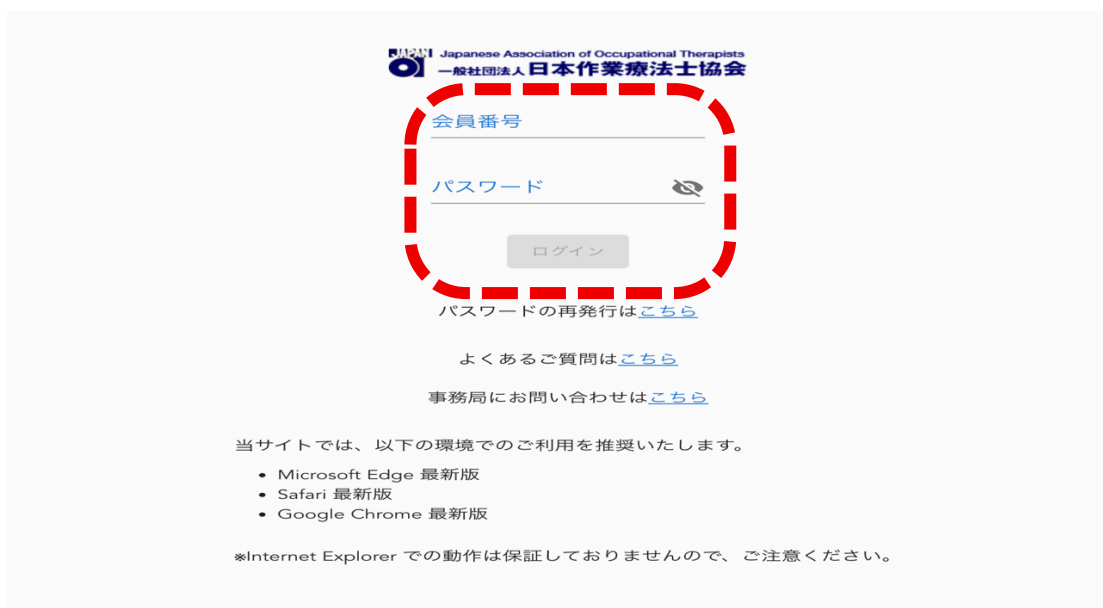 JAPAN Japanese Association of Occupational Therapists
OT 一般社団法人日本作業療法士協会
会員番号
パスワード
ログイン
パスワードの再発行はこちら
よくあるご質問はこちら
事務局にお問い合わせはこちら
当サイトでは、以下の環境でのご利用を推奨いたします。
• Microsoft Edge 最新版
• Safari 最新版
• Google Chrome 最新版
※Internet Explorer での動作は保証しておりませんので、ご注意ください。